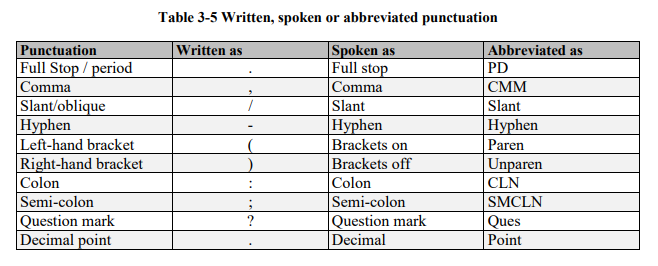 Table 3-5 Written, spoken or abbreviated punctuation
Punctuation Written as Spoken as Abbreviated as
Full Stop / period . Full stop PD
Comma , Comma CMM
Slant/oblique / Slant Slant
Hyphen - Hyphen Hyphen
Left-hand bracket ( Brackets on Paren
Right-hand bracket ) Brackets off Unparen
Colon : Colon CLN
Semi-colon ; Semi-colon SMCLN
Question mark ? Question mark Ques
Decimal point . Decimal Point